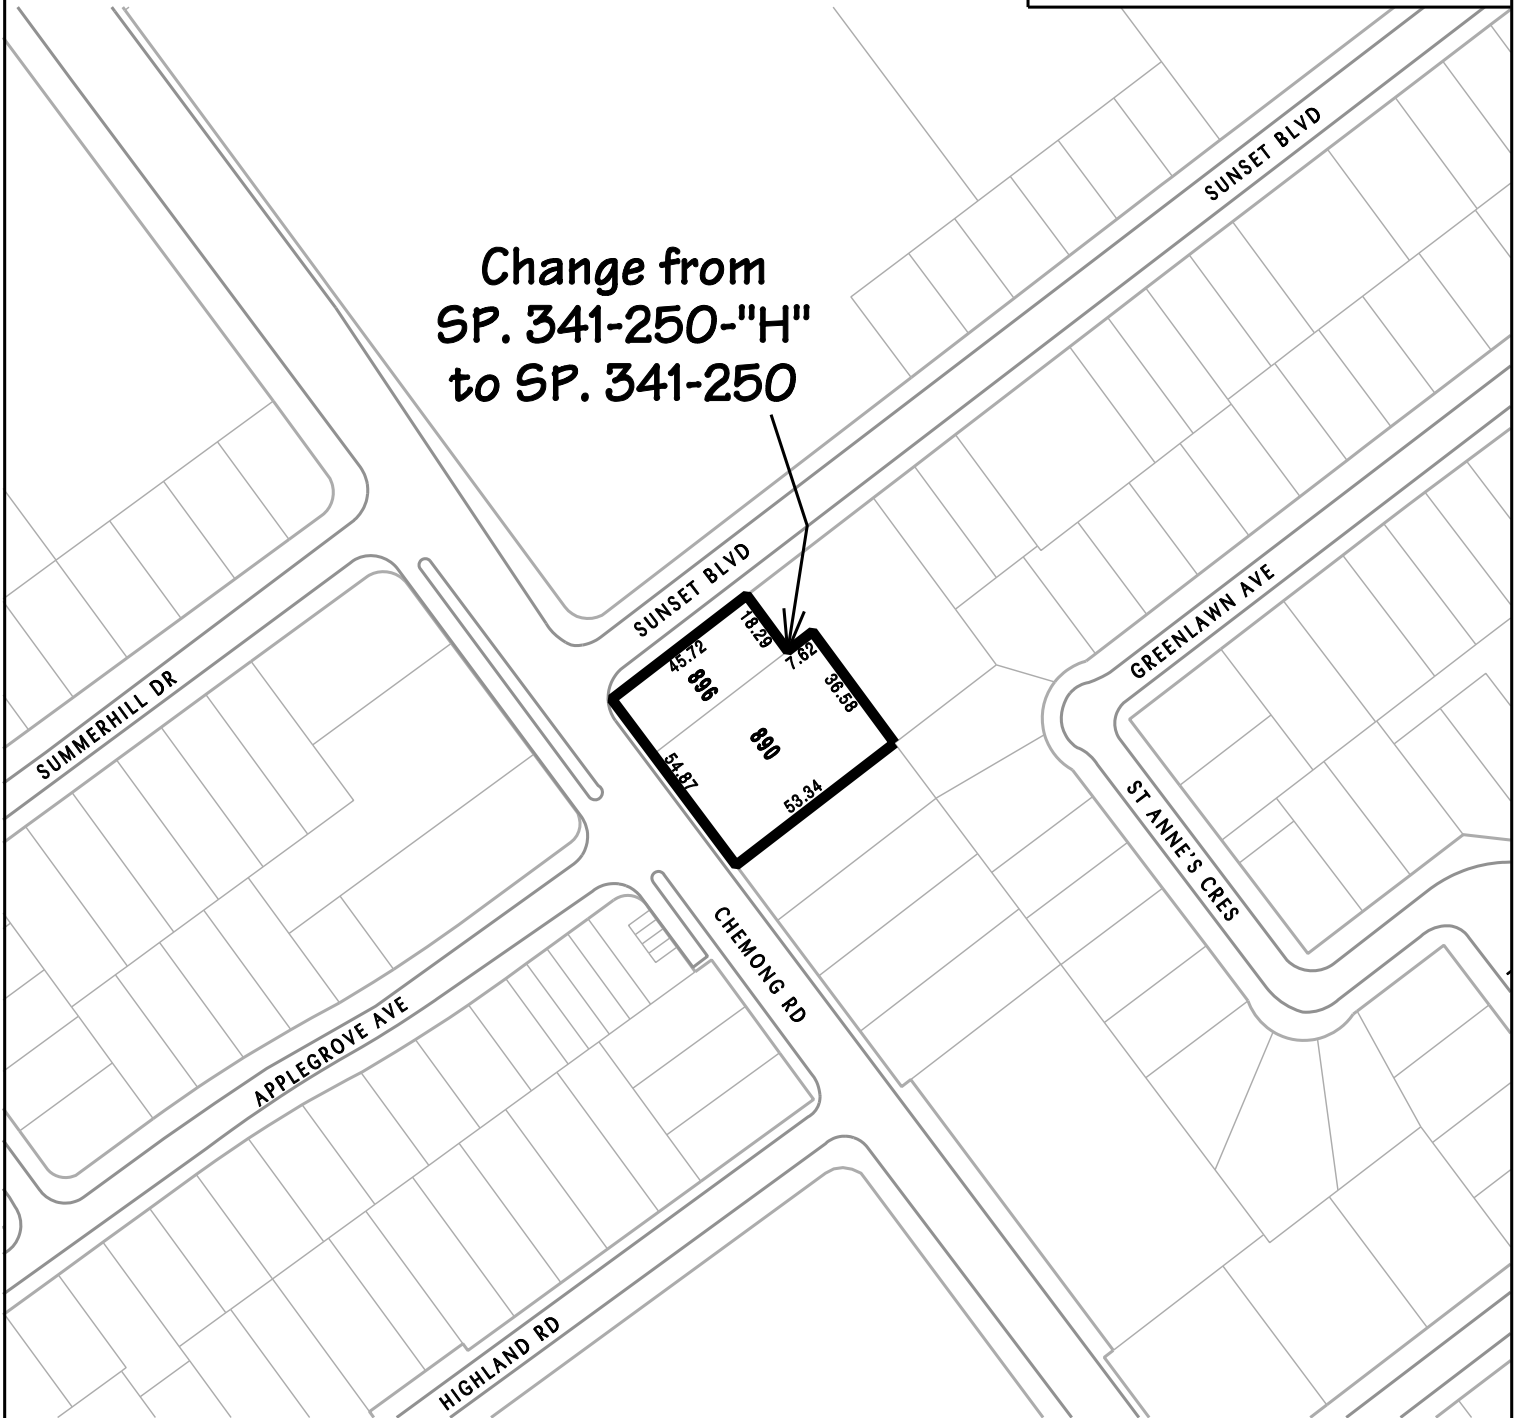 SUNSET BLVD
Change from
SP. 341-250-"H"
to SP. 341-250
SUNSET BLVD
18.29
45.72
7.62
896
36.58
890
54.87
53.34
GREENLAWN AVE
SUMMERHILL DR
ST ANNE'S CRES
CHEMONG RD
APPLEGROVE AVE
HIGHLAND RD